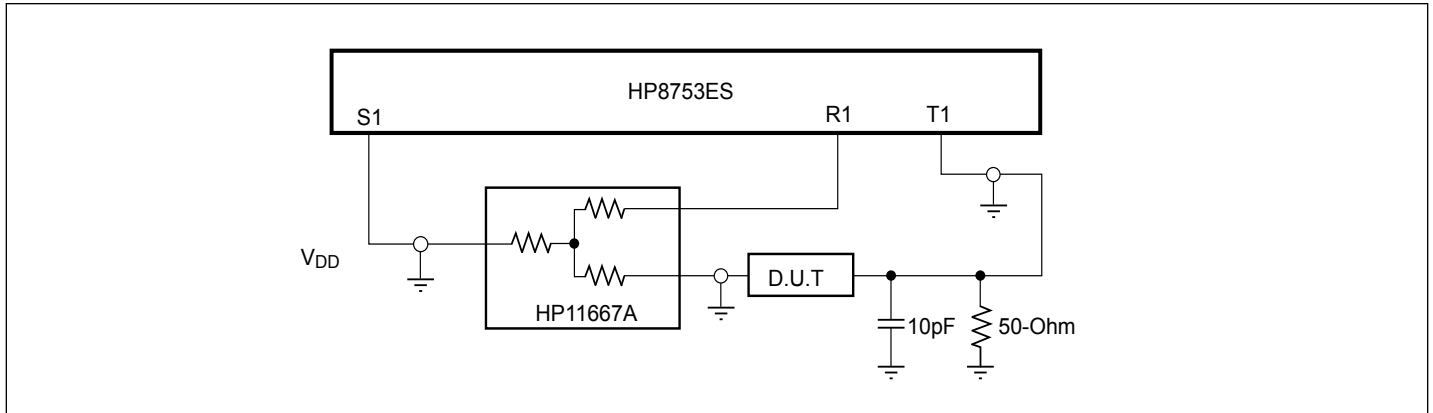 HP8753ES
S1
R1
T1
VDD
HP11667A
D.U.T
10pF
50-Ohm